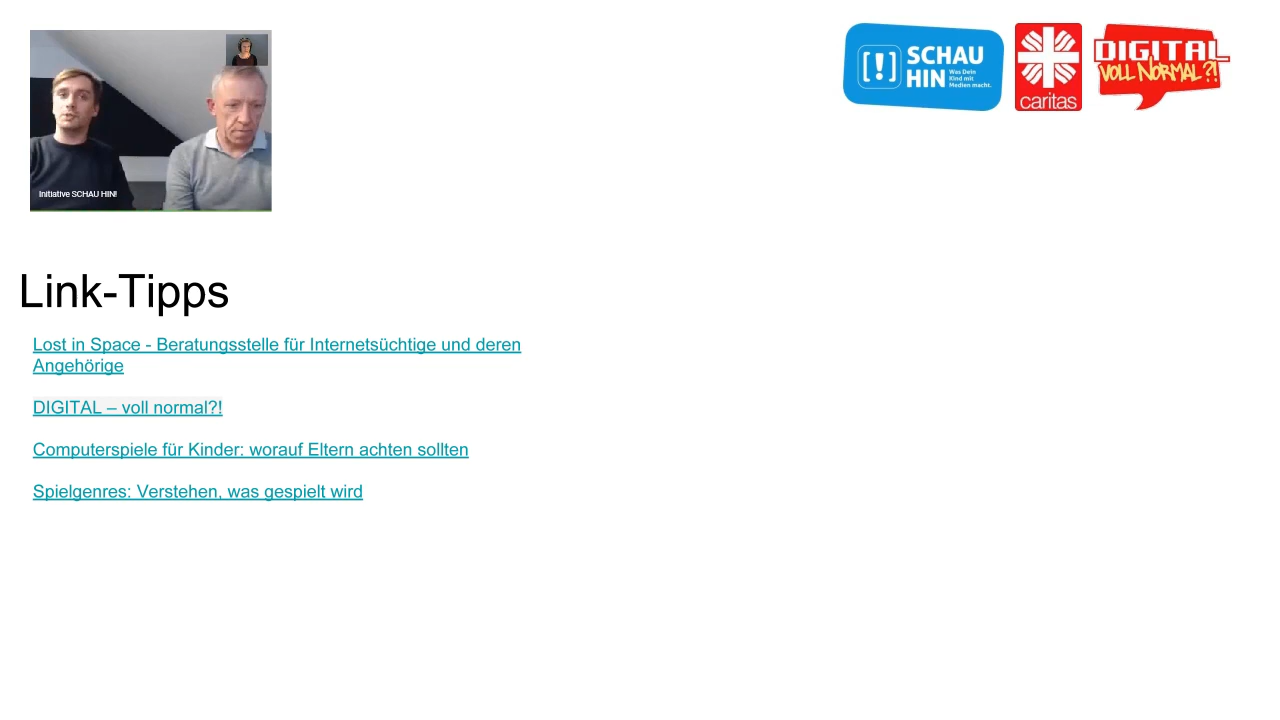 Initiative SCHAU HIN!
SCHAU
HIN
Was Dein
Kind mit
Medien macht.
caritas
DIGITAL
VOLL NORMAL ?!
Link-Tipps
Lost in Space - Beratungsstelle für Internetsüchtige und deren
Angehörige
DIGITAL – voll normal?!
Computerspiele für Kinder: worauf Eltern achten sollten
Spielgenres: Verstehen, was gespielt wird